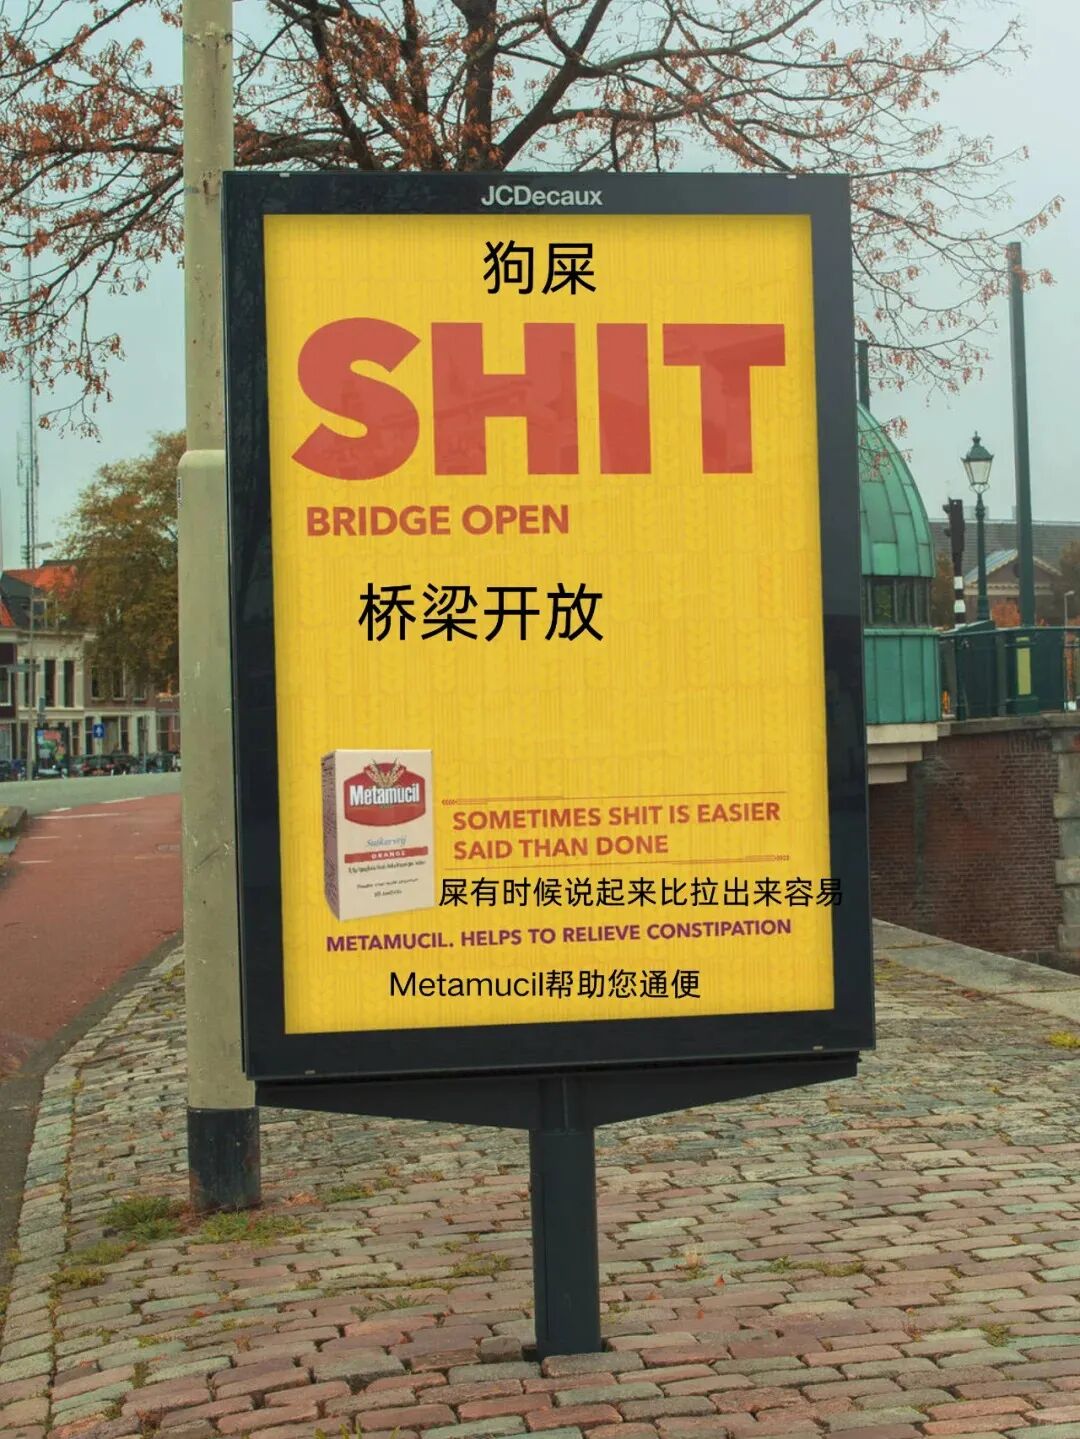 JCDecaux
狗屎
SHIT
BRIDGE OPEN
桥梁开放
Metamucil
Suikervrij
ORANGE
SOMETIMES SHIT IS EASIER
SAID THAN DONE
屎有时候说起来比拉出来容易
METAMUCIL. HELPS TO RELIEVE CONSTIPATION
Metamucil帮助您通便